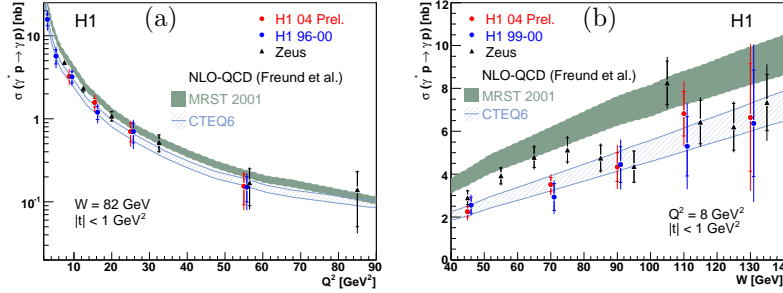 H1 (a)
σ (γ* p → γ p) [nb]
H1 04 Prel.
H1 96-00
Zeus
NLO-QCD (Freund et al.)
MRST 2001
CTEQ6
W = 82 GeV
|t| < 1 GeV²
10
1
10⁻¹
0 10 20 30 40 50 60 70 80 90
Q² [GeV²]
(b) H1
σ (γ* p → γ p) [nb]
H1 04 Prel.
H1 99-00
Zeus
NLO-QCD (Freund et al.)
MRST 2001
CTEQ6
Q² = 8 GeV²
|t| < 1 GeV²
12
10
8
6
4
2
0
40 50 60 70 80 90 100 110 120 130 140
W [GeV]